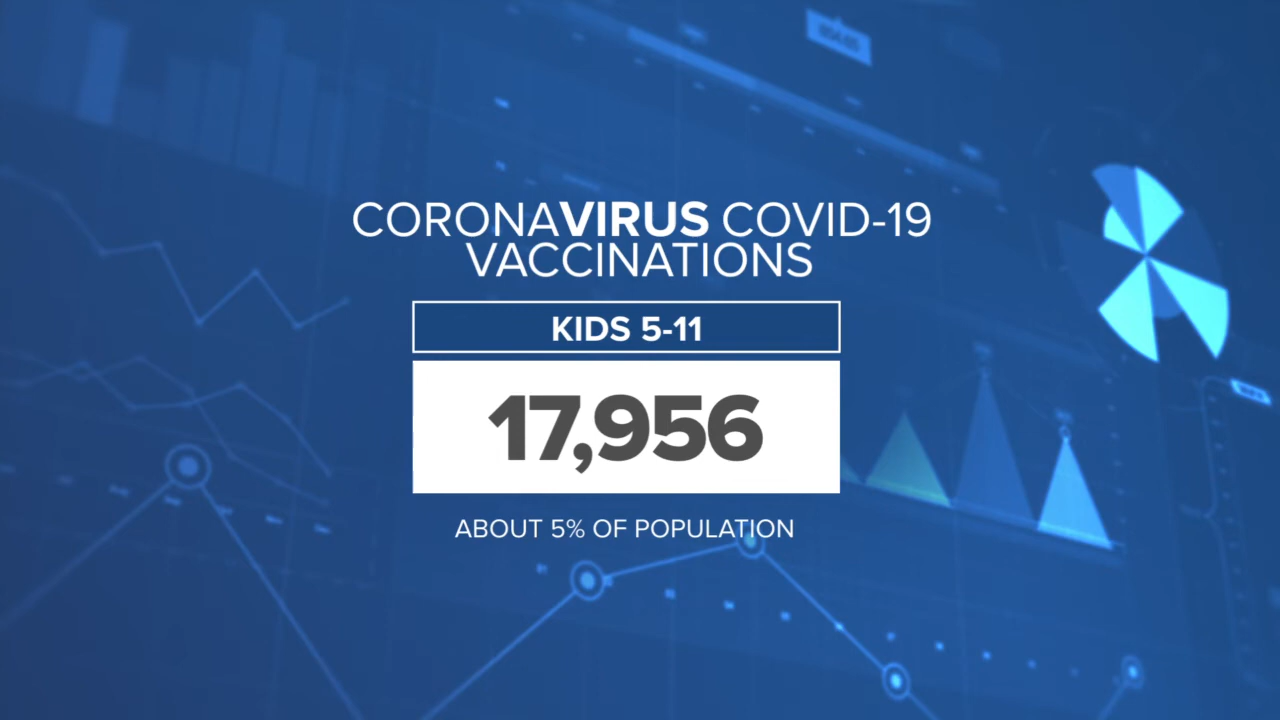 CORONAVIRUS COVID-19
VACCINATIONS
KIDS 5-11
17,956
ABOUT 5% OF POPULATION